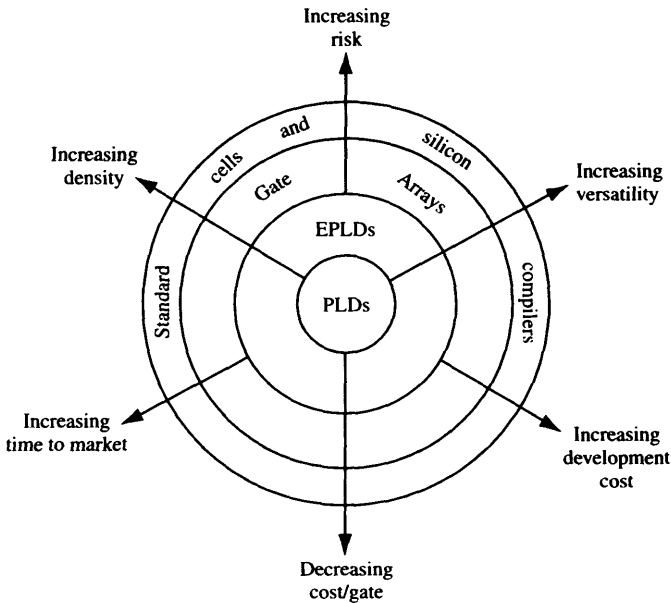 Increasing
risk
Standard cells and silicon compilers
Increasing
density
Gate Arrays
Increasing
versatility
EPLDs
PLDs
Increasing
time to market
Increasing
development
cost
Decreasing
cost/gate